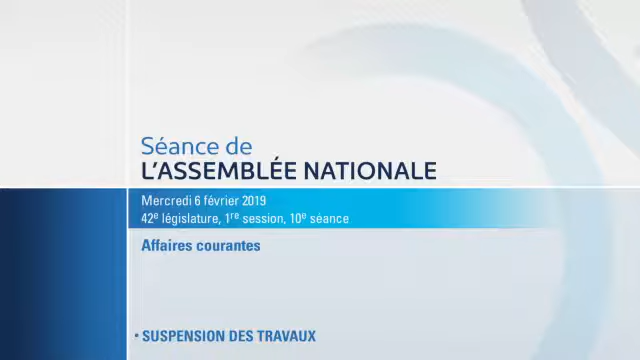 Séance de
L'ASSEMBLÉE NATIONALE
Mercredi 6 février 2019
42e législature, 1re session, 10e séance
Affaires courantes
• SUSPENSION DES TRAVAUX